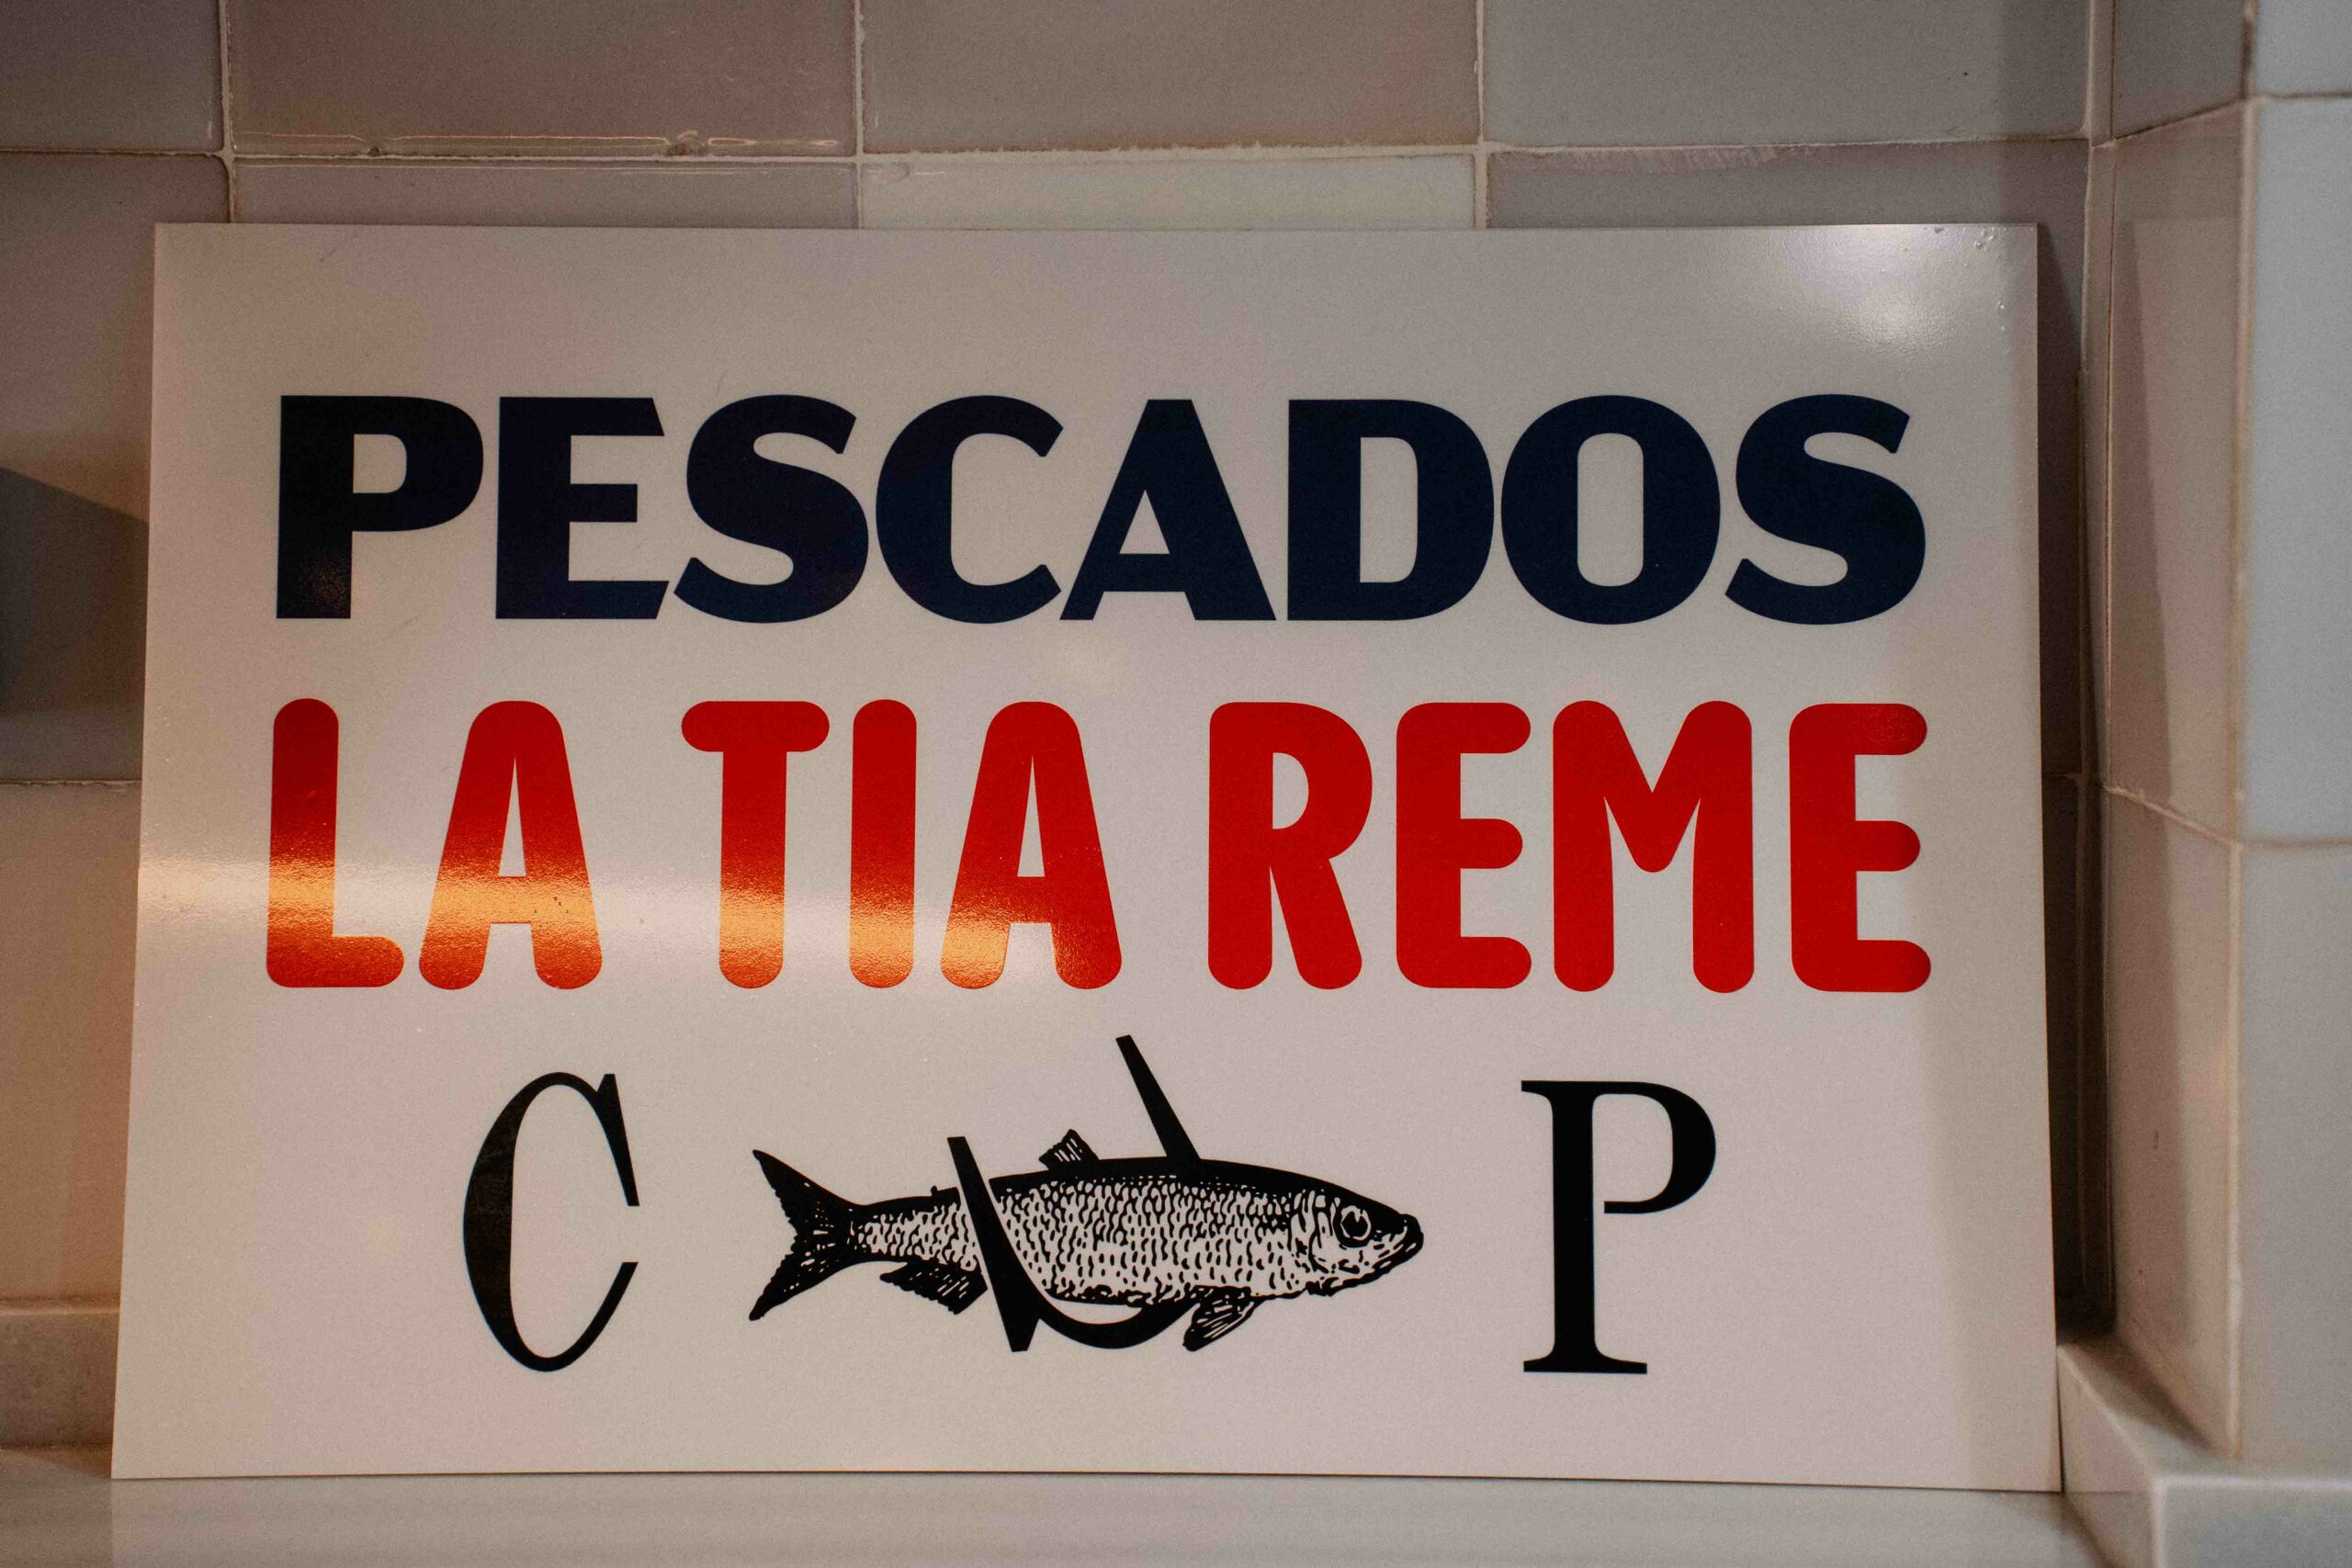 PESCADOS
LA TIA REME
C U P